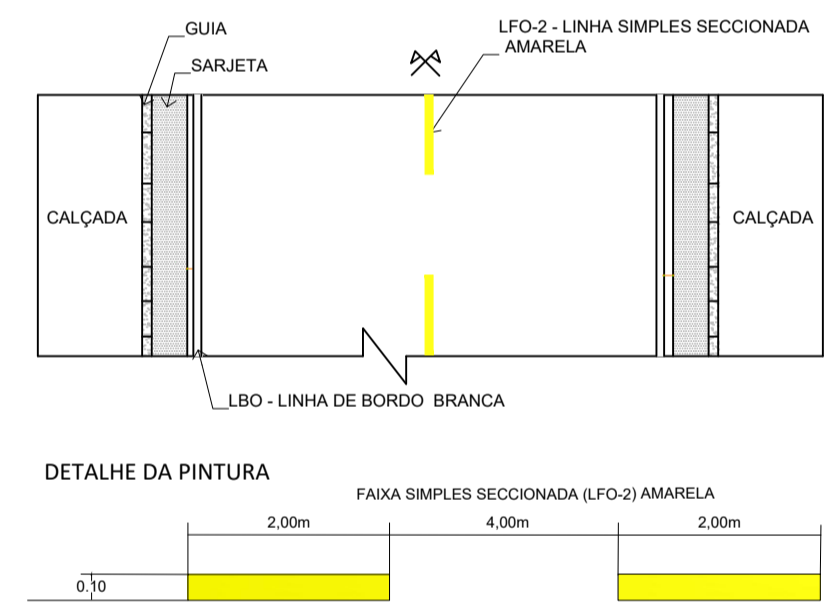 GUIA
SARJETA
LFO-2 - LINHA SIMPLES SECCIONADA
AMARELA
CALÇADA
CALÇADA
LBO - LINHA DE BORDO BRANCA
DETALHE DA PINTURA
FAIXA SIMPLES SECCIONADA (LFO-2) AMARELA
2,00m 4,00m 2,00m
0.10